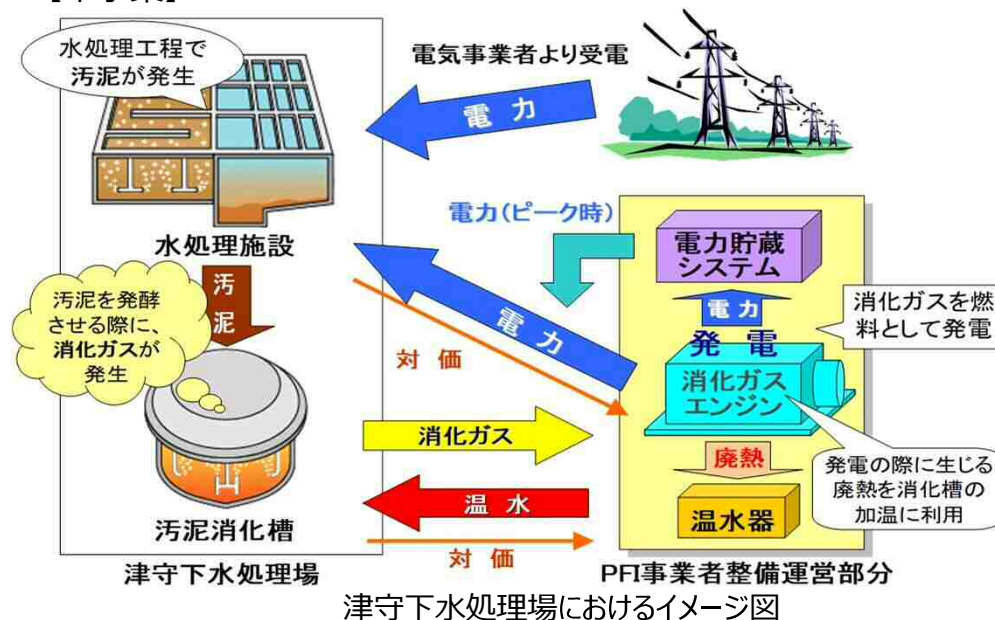 水処理工程で
汚泥が発生
電気事業者より受電
電力
水処理施設
電力(ピーク時)
電力貯蔵
システム
汚泥
汚泥を発酵
させる際に、
消化ガスが
発生
電力
対価
電力
発電
消化ガスを燃
料として発電
消化ガス
エンジン
消化ガス
廃熱
発電の際に生じる
廃熱を消化槽の
加温に利用
温水
温水器
汚泥消化槽
対価
津守下水処理場
PFI事業者整備運営部分
津守下水処理場におけるイメージ図